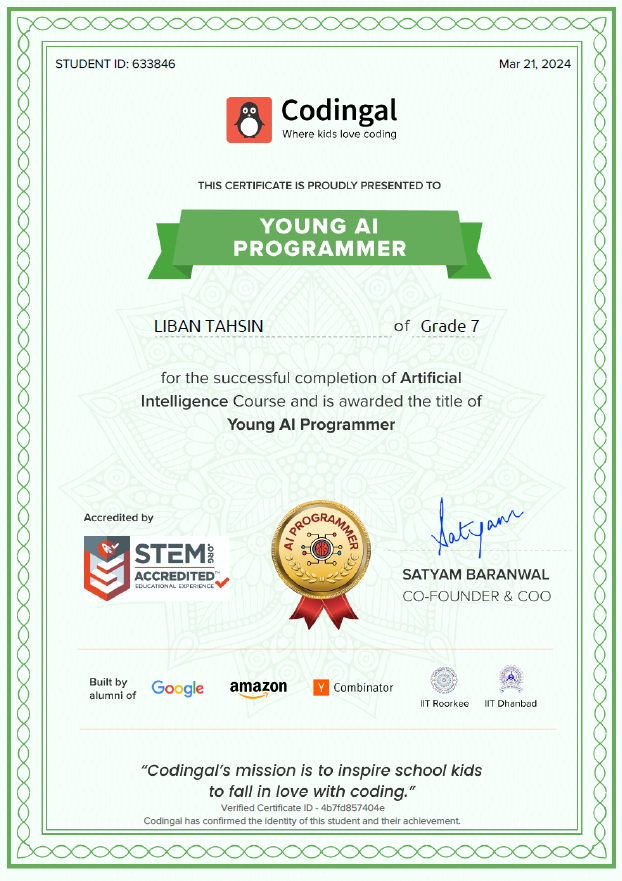 STUDENT ID: 633846
Mar 21, 2024
Codingal
Where kids love coding
THIS CERTIFICATE IS PROUDLY PRESENTED TO
YOUNG AI
PROGRAMMER
LIBAN TAHSIN of Grade 7
for the successful completion of Artificial
Intelligence Course and is awarded the title of
Young AI Programmer
Accredited by
STEM.ORG
ACCREDITED™
EDUCATIONAL EXPERIENCE
AI PROGRAMMER
Satyam
SATYAM BARANWAL
CO-FOUNDER & COO
Built by
alumni of
Google
amazon
Y Combinator
IIT Roorkee
IIT Dhanbad
“Codingal’s mission is to inspire school kids
to fall in love with coding.”
Verified Certificate ID - 4b7fd857404e
Codingal has confirmed the identity of this student and their achievement.